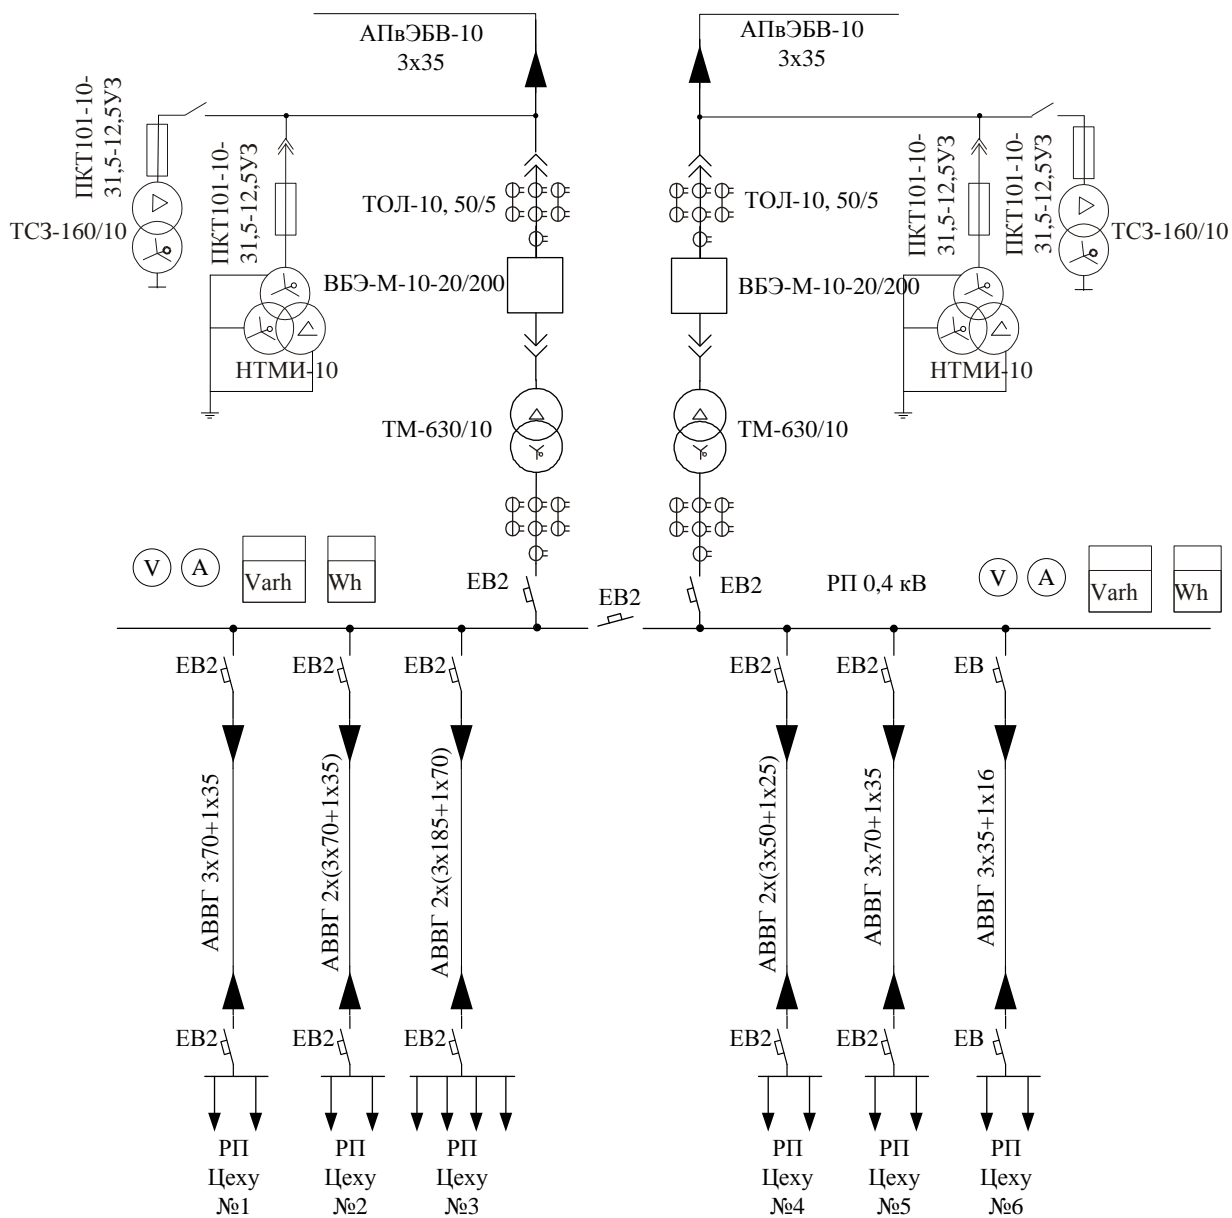 АПвЭБВ-10
3х35
АПвЭБВ-10
3х35
ПКТ101-10-
31,5-12,5УЗ
ПКТ101-10-
31,5-12,5УЗ
ТОЛ-10, 50/5
ТСЗ-160/10
ВБЭ-М-10-20/200
НТМИ-10
ТМ-630/10
ТОЛ-10, 50/5
ПКТ101-10-
31,5-12,5УЗ
ПКТ101-10-
31,5-12,5УЗ
ТСЗ-160/10
ВБЭ-М-10-20/200
НТМИ-10
ТМ-630/10
V
A
Varh
Wh
ЕВ2
ЕВ2
ЕВ2
РП 0,4 кВ
V
A
Varh
Wh
ЕВ2
ЕВ2
ЕВ2
ЕВ2
ЕВ2
ЕВ
АВВГ 3х70+1х35
АВВГ 2х(3х70+1х35)
АВВГ 2х(3х185+1х70)
АВВГ 2х(3х50+1х25)
АВВГ 3х70+1х35
АВВГ 3х35+1х16
ЕВ2
ЕВ2
ЕВ2
ЕВ2
ЕВ2
ЕВ
РП
Цеху
№1
РП
Цеху
№2
РП
Цеху
№3
РП
Цеху
№4
РП
Цеху
№5
РП
Цеху
№6